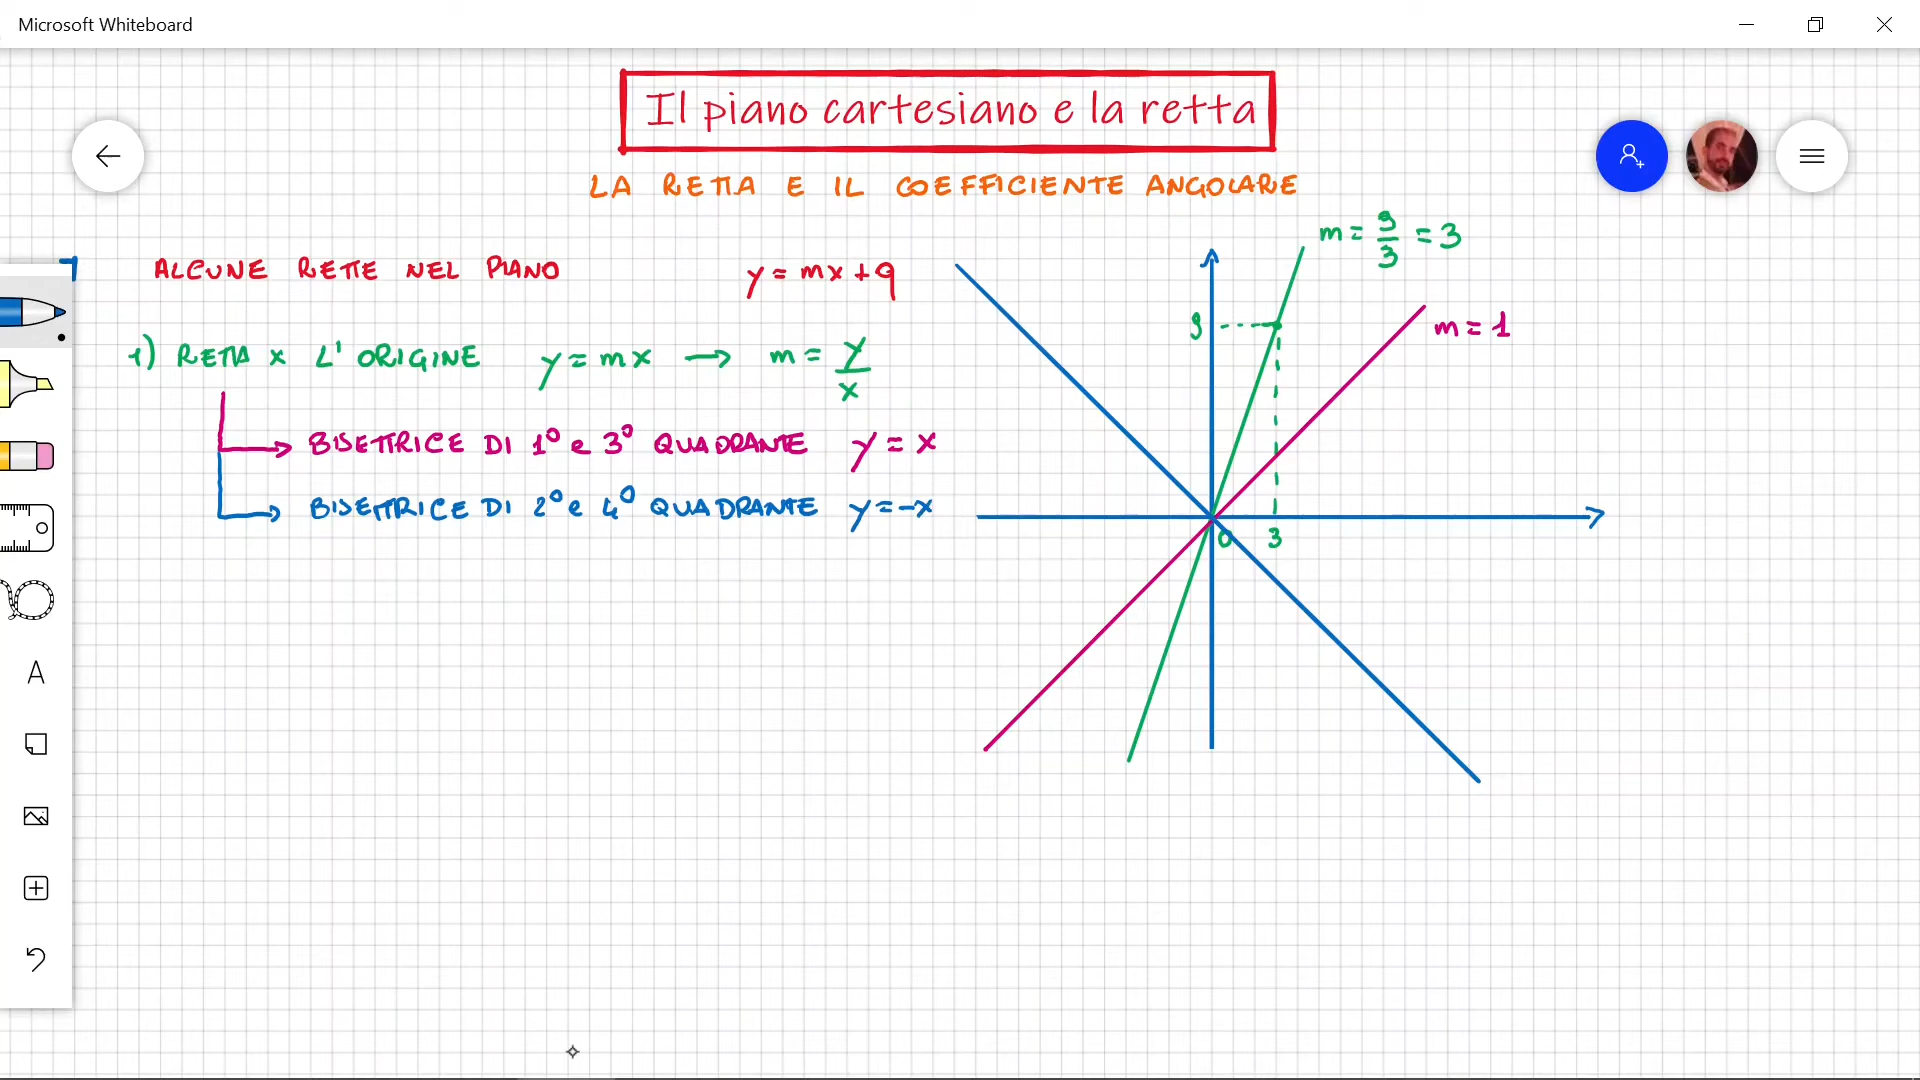 Microsoft Whiteboard
Il piano cartesiano e la retta
LA RETTA E IL COEFFICIENTE ANGOLARE
ALCUNE RETTE NEL PIANO y = mx + q
1) RETTA x L' ORIGINE y = mx → m = y/x
BISETTRICE DI 1° e 3° QUADRANTE y = x
BISETTRICE DI 2° e 4° QUADRANTE y = -x
m = 9/3 = 3
9
m = 1
0 3
A